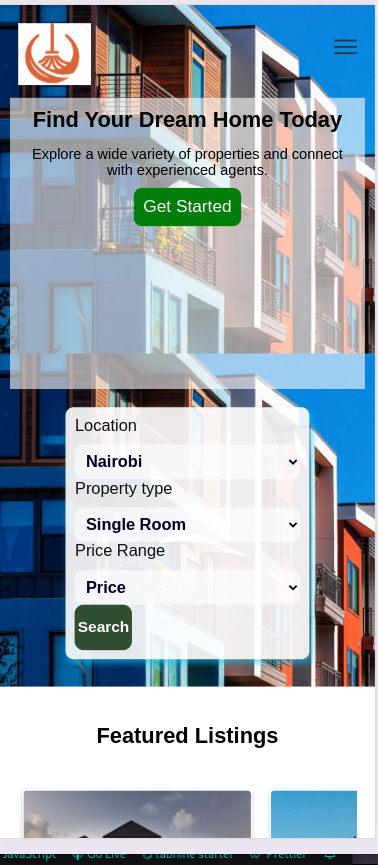 Find Your Dream Home Today
Explore a wide variety of properties and connect
with experienced agents.
Get Started
Location
Nairobi
Property type
Single Room
Price Range
Price
Search
Featured Listings
JavaScript Go Live tabnine starter Prettier